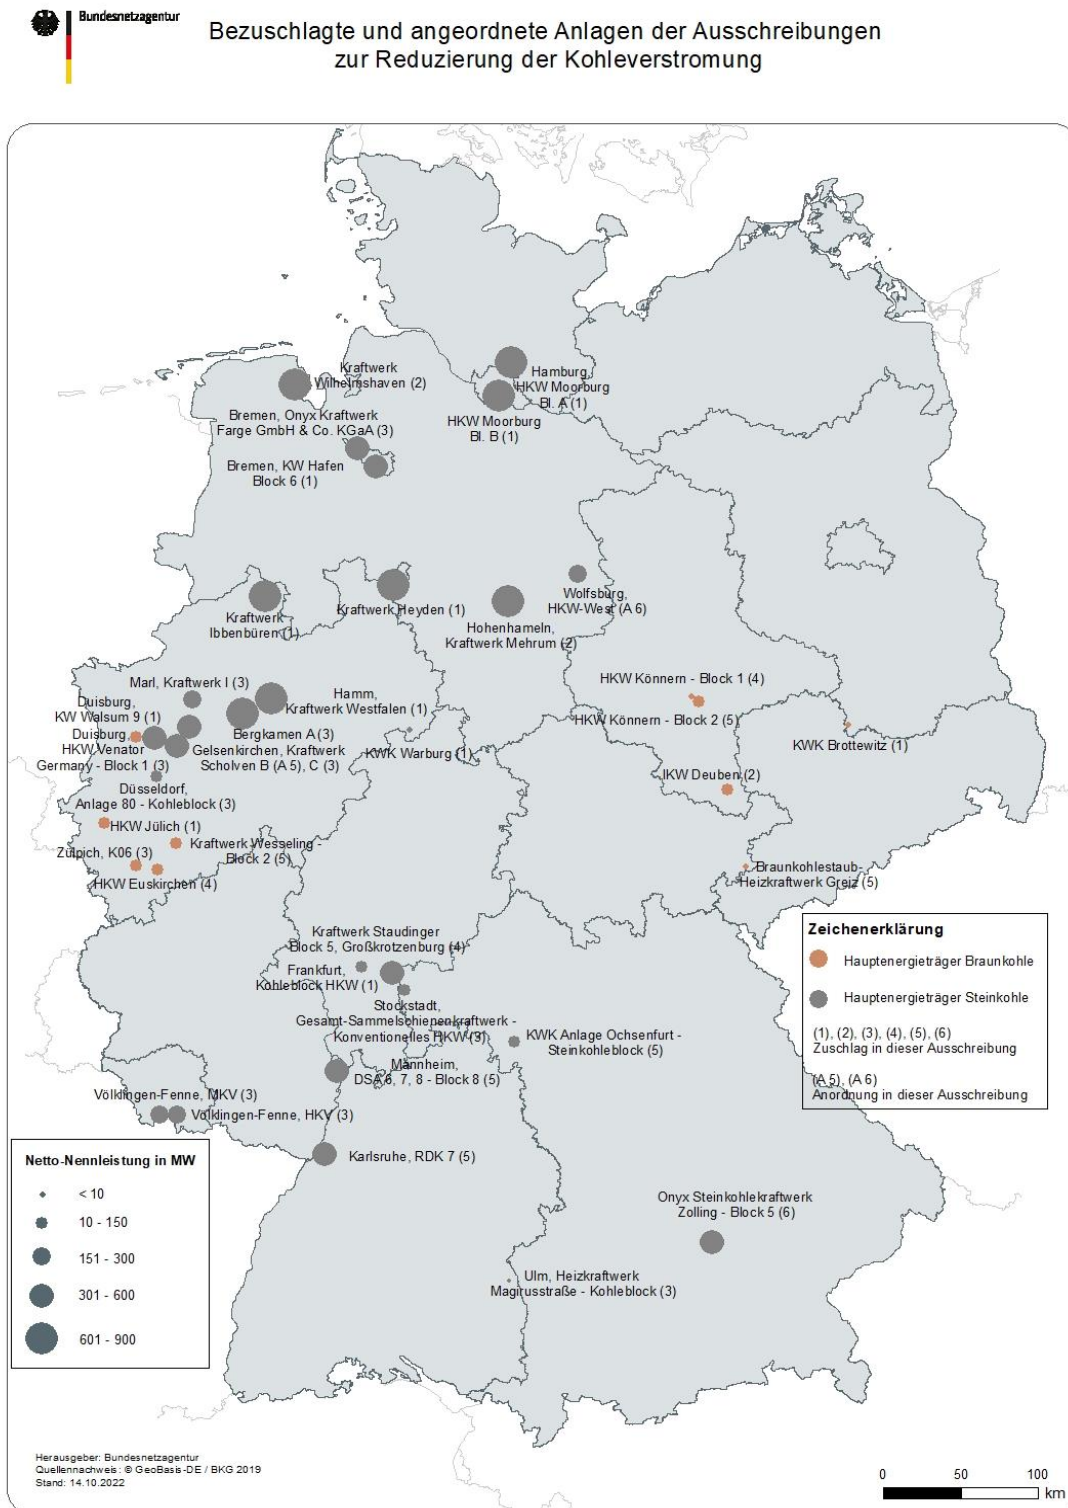 Bundesnetzagentur
Bezuschlagte und angeordnete Anlagen der Ausschreibungen
zur Reduzierung der Kohleverstromung
Kraftwerk
Wilhelmshaven (2)
Hamburg,
HKW Moorburg
Bl. A (1)
HKW Moorburg
Bl. B (1)
Bremen, Onyx Kraftwerk
Farge GmbH & Co. KGaA (3)
Bremen, KW Hafen
Block 6 (1)
Kraftwerk
Ibbenbüren (1)
Kraftwerk Heyden (1)
Wolfsburg,
HKW-West (A 6)
Hohenhameln,
Kraftwerk Mehrum (2)
HKW Könnern - Block 1 (4)
HKW Könnern - Block 2 (5)
Marl, Kraftwerk I (3)
Duisburg,
KW Walsum 9 (1)
Duisburg,
HKW Venator
Germany - Block 1 (3)
Hamm,
Kraftwerk Westfalen (1)
Bergkamen A (3)
Gelsenkirchen, Kraftwerk
Scholven B (A 5), C (3)
KWK Warburg (1)
KWK Brottewitz (1)
IKW Deuben (2)
Düsseldorf,
Anlage 80 - Kohleblock (3)
HKW Jülich (1)
Kraftwerk Wesseling -
Block 2 (5)
Zülpich, K06 (3)
HKW Euskirchen (4)
Braunkohlestaub-
Heizkraftwerk Greiz (5)
Kraftwerk Staudinger
Block 5, Großkrotzenburg (4)
Frankfurt,
Kohleblock HKW (1)
Stockstadt,
Gesamt-Sammelschienenkraftwerk -
Konventionelles HKW (3)
KWK Anlage Ochsenfurt -
Steinkohleblock (5)
Mannheim,
DSA 6, 7, 8 - Block 8 (5)
Völklingen-Fenne, MKV (3)
Völklingen-Fenne, HKV (3)
Karlsruhe, RDK 7 (5)
Onyx Steinkohlekraftwerk
Zolling - Block 5 (6)
Ulm, Heizkraftwerk
Magirusstraße - Kohleblock (3)
Zeichenerklärung
Hauptenergieträger Braunkohle
Hauptenergieträger Steinkohle
(1), (2), (3), (4), (5), (6)
Zuschlag in dieser Ausschreibung
(A 5), (A 6)
Anordnung in dieser Ausschreibung
Netto-Nennleistung in MW
< 10
10 - 150
151 - 300
301 - 600
601 - 900
Herausgeber: Bundesnetzagentur
Quellennachweis: © GeoBasis-DE / BKG 2019
Stand: 14.10.2022
0 50 100
km